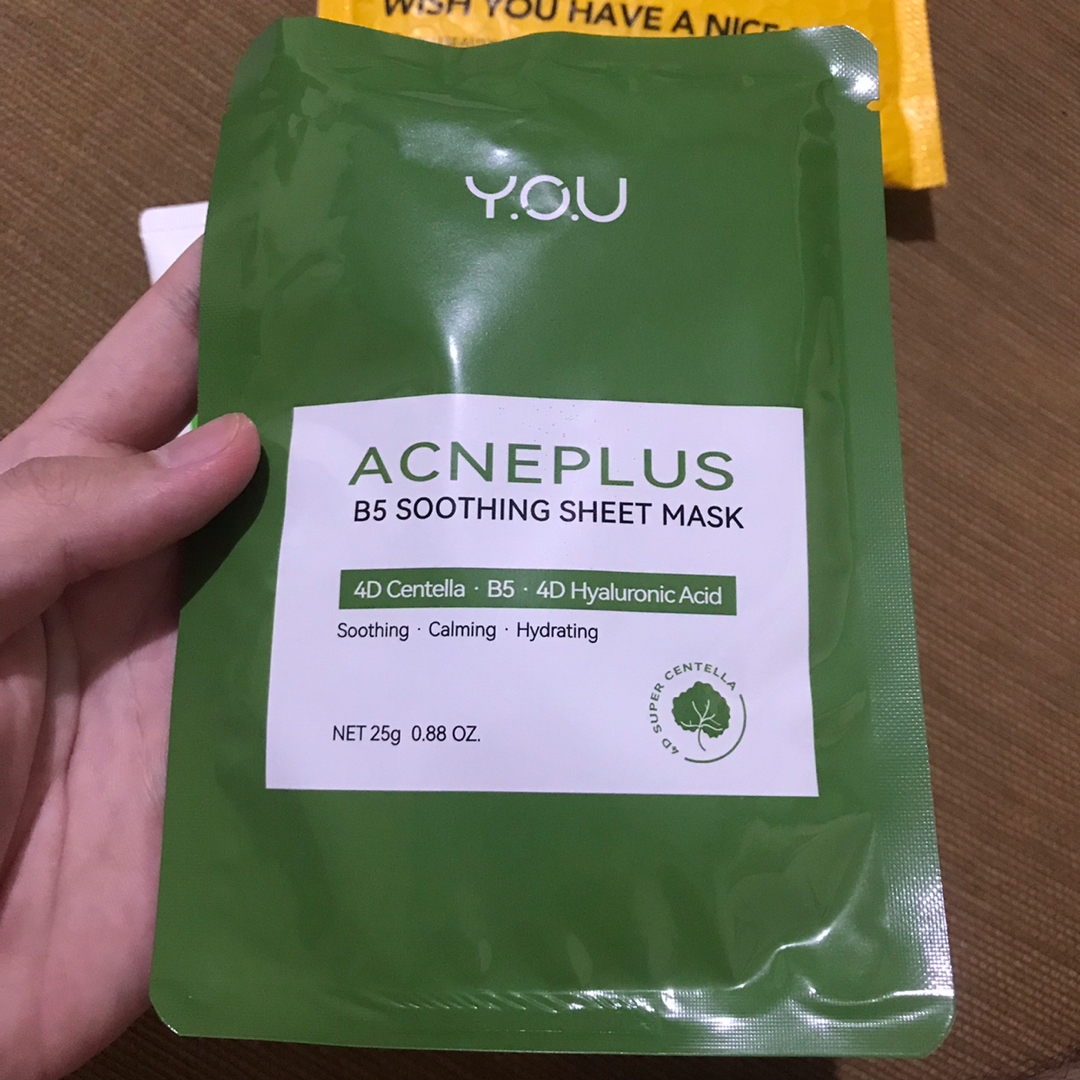 WISH YOU HAVE A NICE
Y.O.U
ACNEPLUS
B5 SOOTHING SHEET MASK
4D Centella · B5 · 4D Hyaluronic Acid
Soothing · Calming · Hydrating
4D SUPER CENTELLA
NET 25g 0.88 OZ.